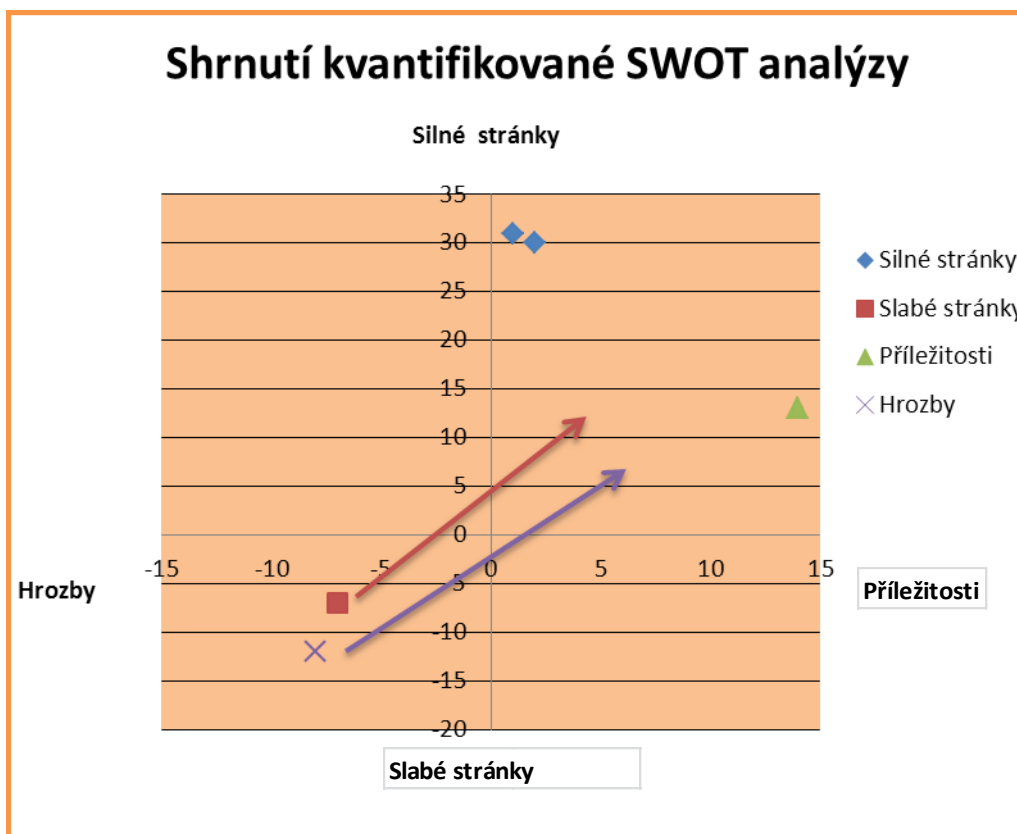 Shrnutí kvantifikované SWOT analýzy
Silné stránky
35
30
25
20
15
10
5
0
-15 -10 -5 0 5 10 15
-5
-10
-15
-20
Hrozby
Příležitosti
Slabé stránky
Silné stránky
Slabé stránky
Příležitosti
Hrozby